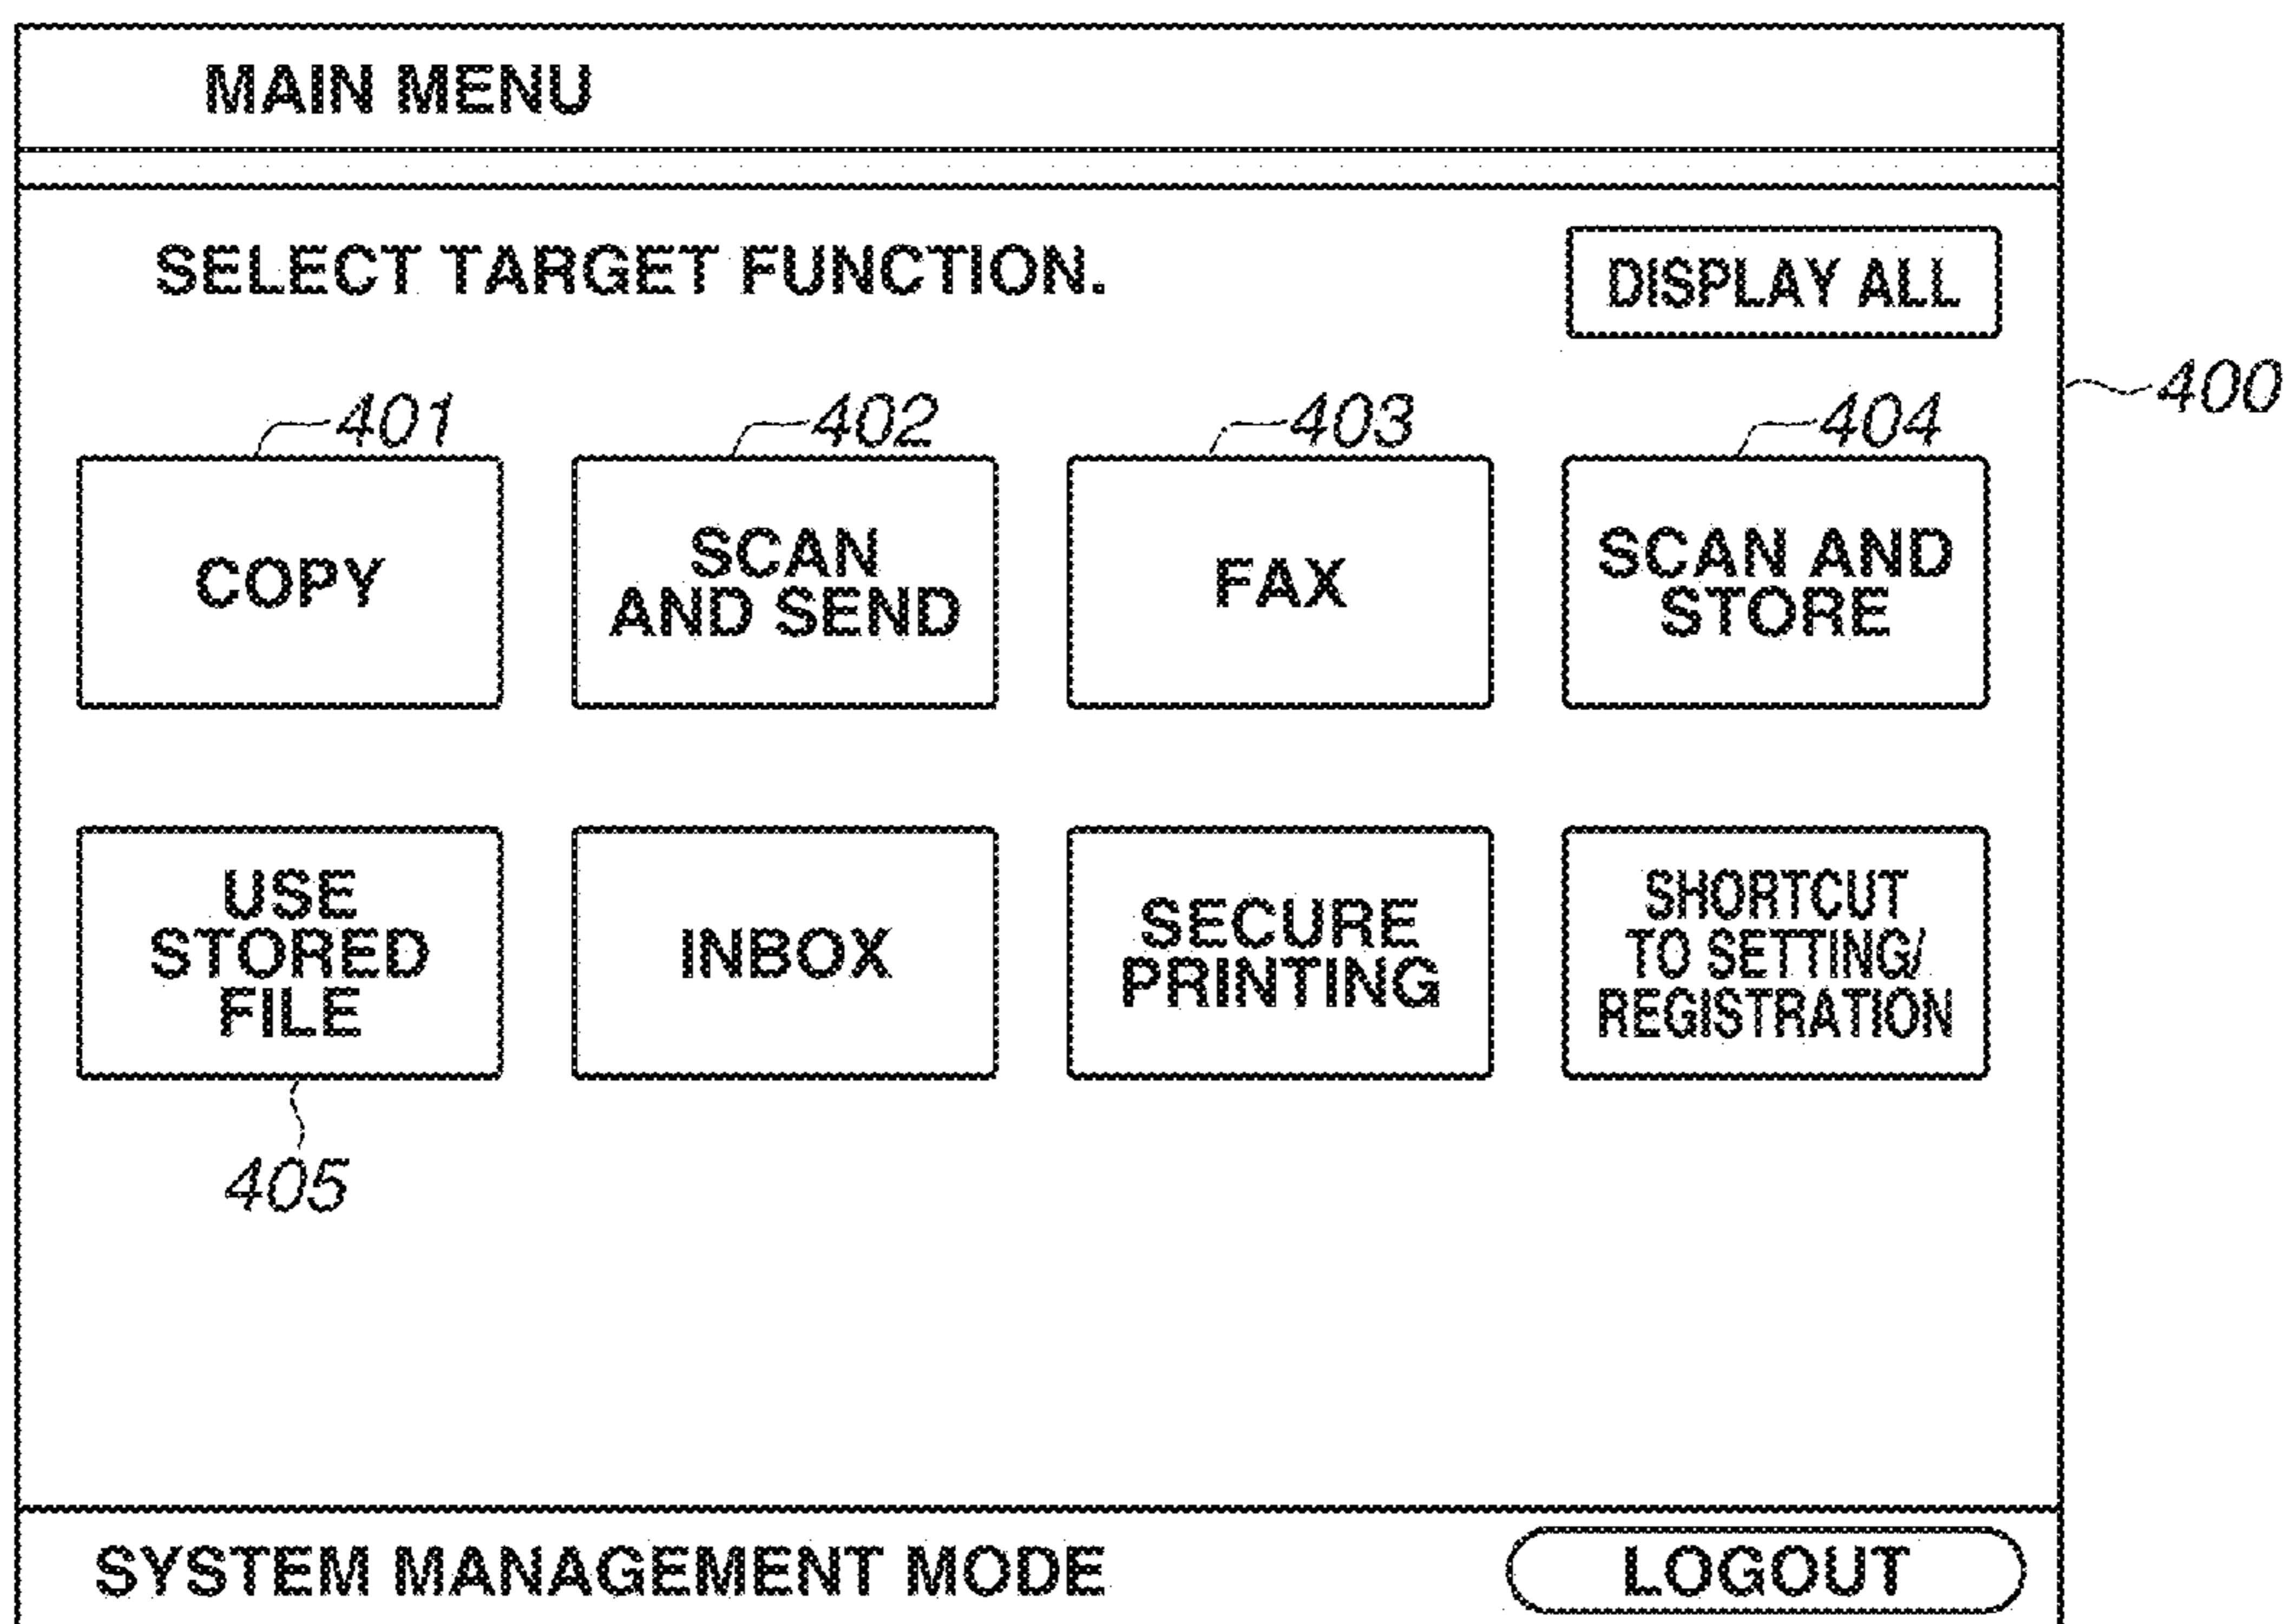 MAIN MENU
SELECT TARGET FUNCTION.
DISPLAY ALL
400
401
402
403
404
COPY
SCAN
AND SEND
FAX
SCAN AND
STORE
USE
STORED
FILE
INBOX
SECURE
PRINTING
SHORTCUT
TO SETTING/
REGISTRATION
405
SYSTEM MANAGEMENT MODE
LOGOUT